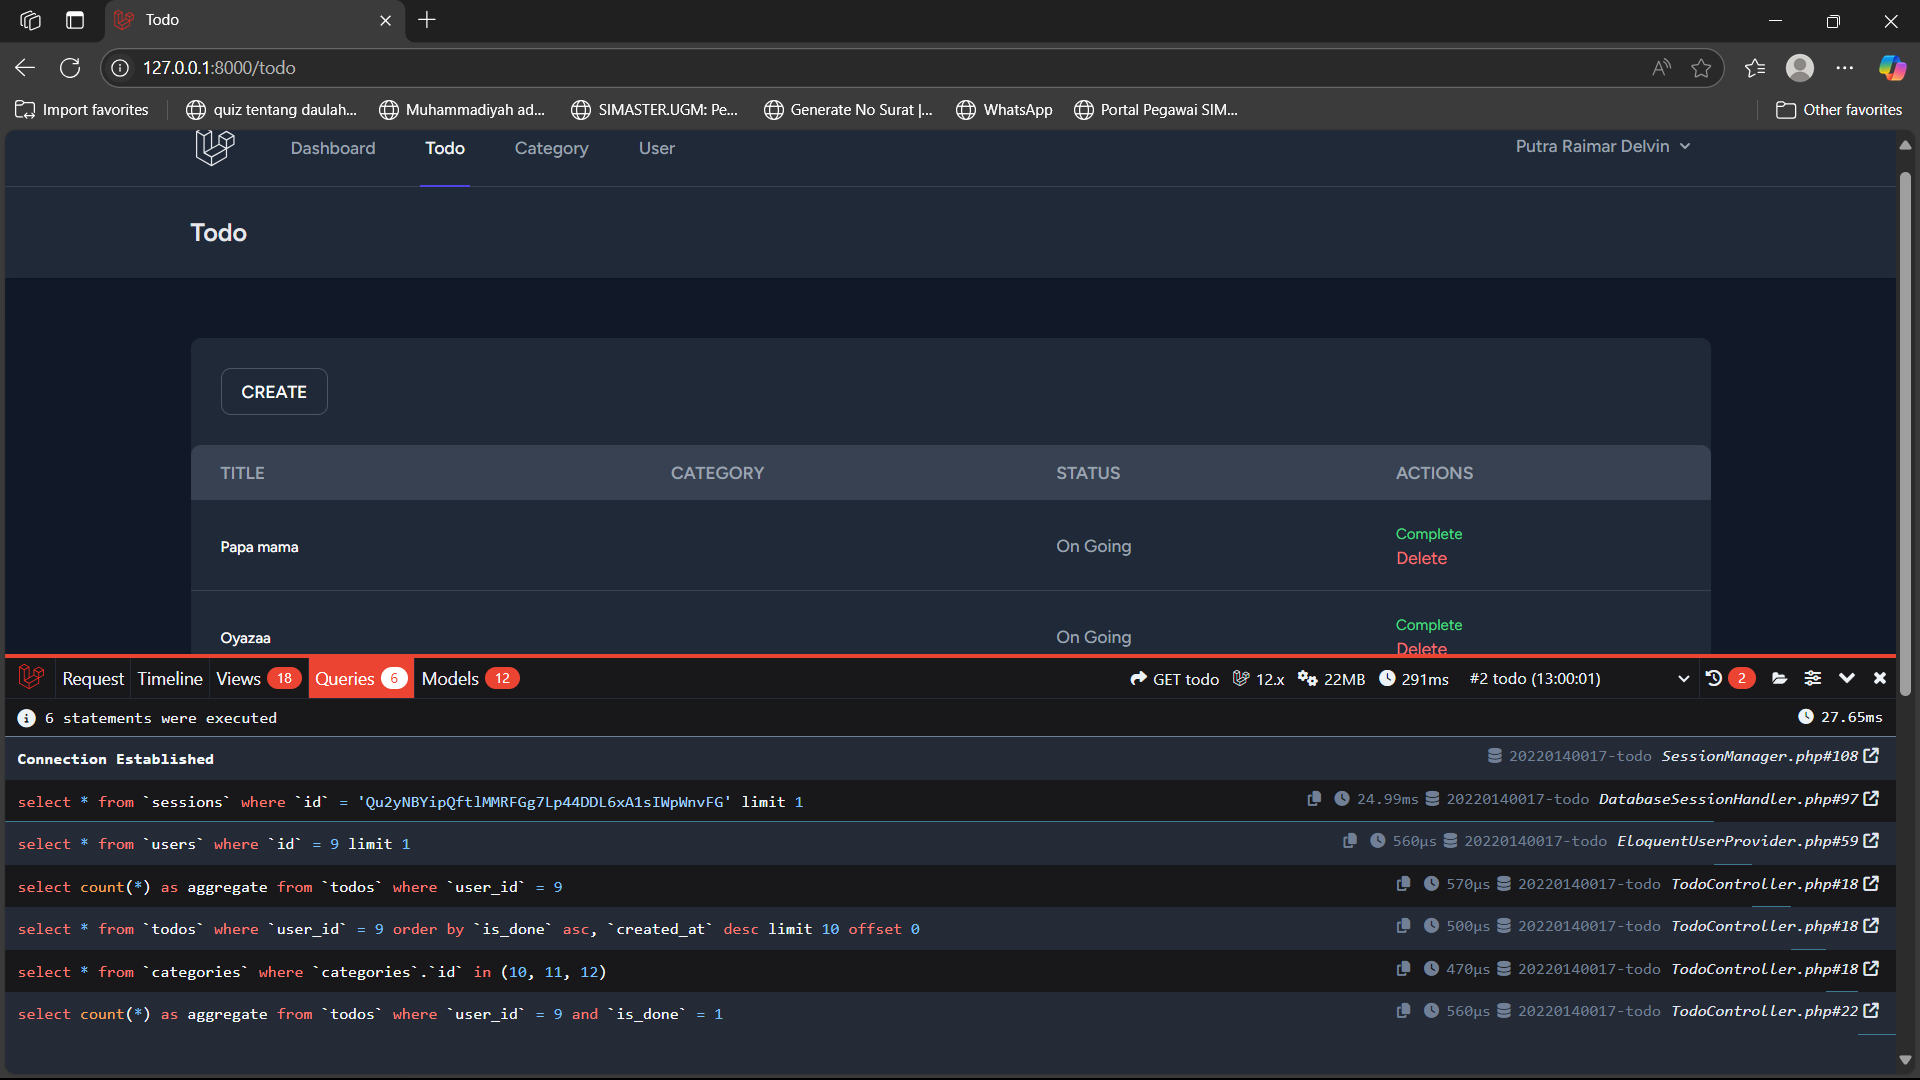 Todo
127.0.0.1:8000/todo
Import favorites quiz tentang daulah... Muhammadiyah ad... SIMASTER.UGM: Pe... Generate No Surat |... WhatsApp Portal Pegawai SIM... Other favorites
Dashboard Todo Category User Putra Raimar Delvin
Todo
CREATE
TITLE CATEGORY STATUS ACTIONS
Papa mama On Going Complete
Delete
Oyazaa On Going Complete
Delete
Request Timeline Views 18 Queries 6 Models 12 GET todo 12.x 22MB 291ms #2 todo (13:00:01) 2
6 statements were executed 27.65ms
Connection Established 20220140017-todo SessionManager.php#108
select * from `sessions` where `id` = 'Qu2yNBYipQftlMMRFGg7Lp44DDL6xA1sIWpWnvFG' limit 1 24.99ms 20220140017-todo DatabaseSessionHandler.php#97
select * from `users` where `id` = 9 limit 1 560μs 20220140017-todo EloquentUserProvider.php#59
select count(*) as aggregate from `todos` where `user_id` = 9 570μs 20220140017-todo TodoController.php#18
select * from `todos` where `user_id` = 9 order by `is_done` asc, `created_at` desc limit 10 offset 0 500μs 20220140017-todo TodoController.php#18
select * from `categories` where `categories`.`id` in (10, 11, 12) 470μs 20220140017-todo TodoController.php#18
select count(*) as aggregate from `todos` where `user_id` = 9 and `is_done` = 1 560μs 20220140017-todo TodoController.php#22